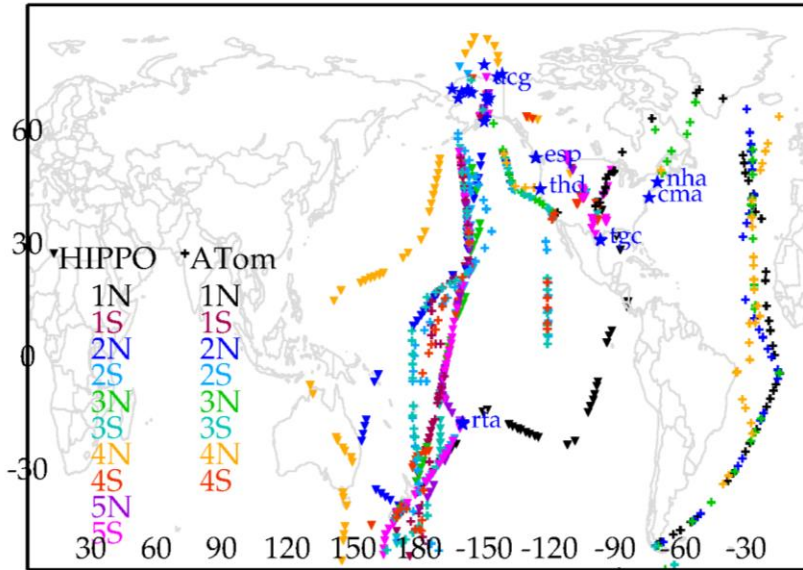 acg
60
esp
thd
nha
cma
30
tgc
▼HIPPO +ATom
1N 1N
1S 1S
2N 2N
2S 2S
0
3N 3N
3S 3S
rta
4N 4N
-30
4S 4S
5N
5S
30 60 90 120 150 180 -150 -120 -90 -60 -30